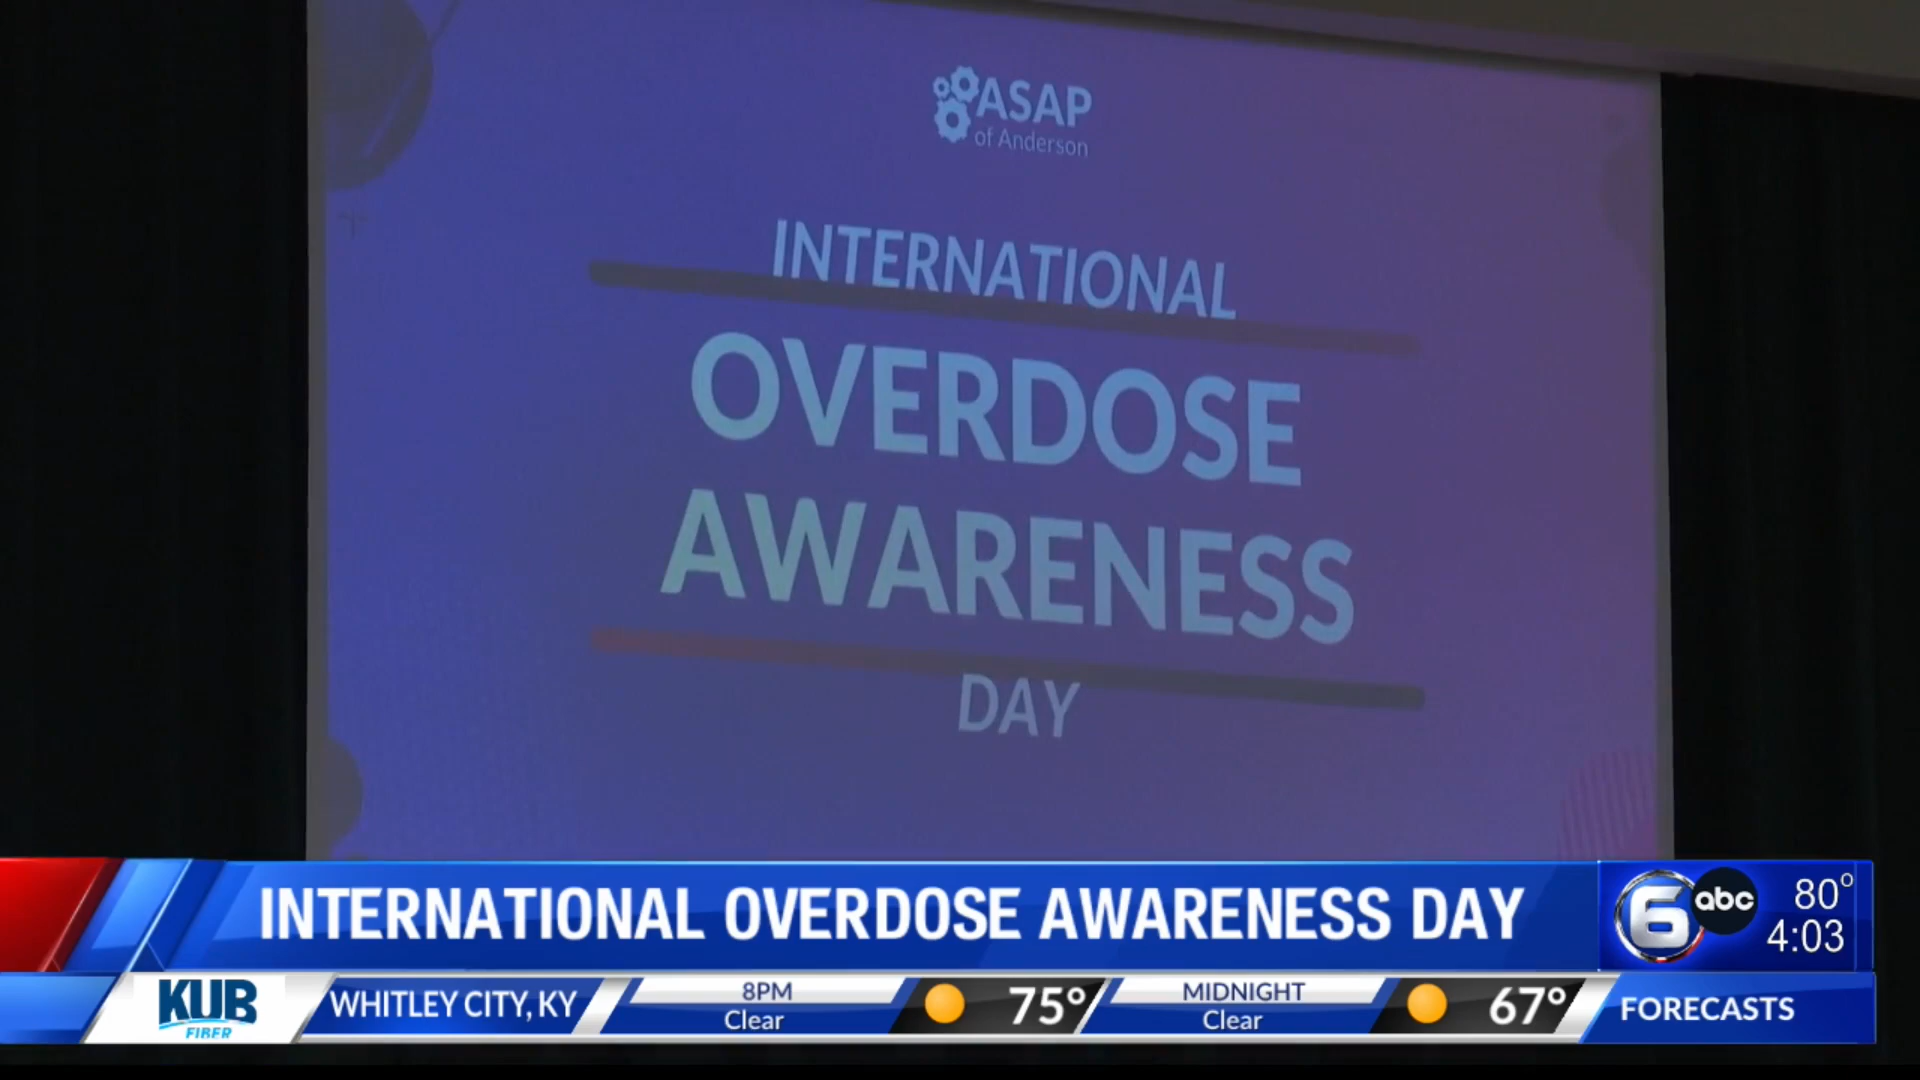 ASAP
of Anderson
INTERNATIONAL
OVERDOSE
AWARENESS
DAY
INTERNATIONAL OVERDOSE AWARENESS DAY
6 abc
80°
4:03
KUB
FIBER
WHITLEY CITY, KY
8PM
Clear
75°
MIDNIGHT
Clear
67°
FORECASTS